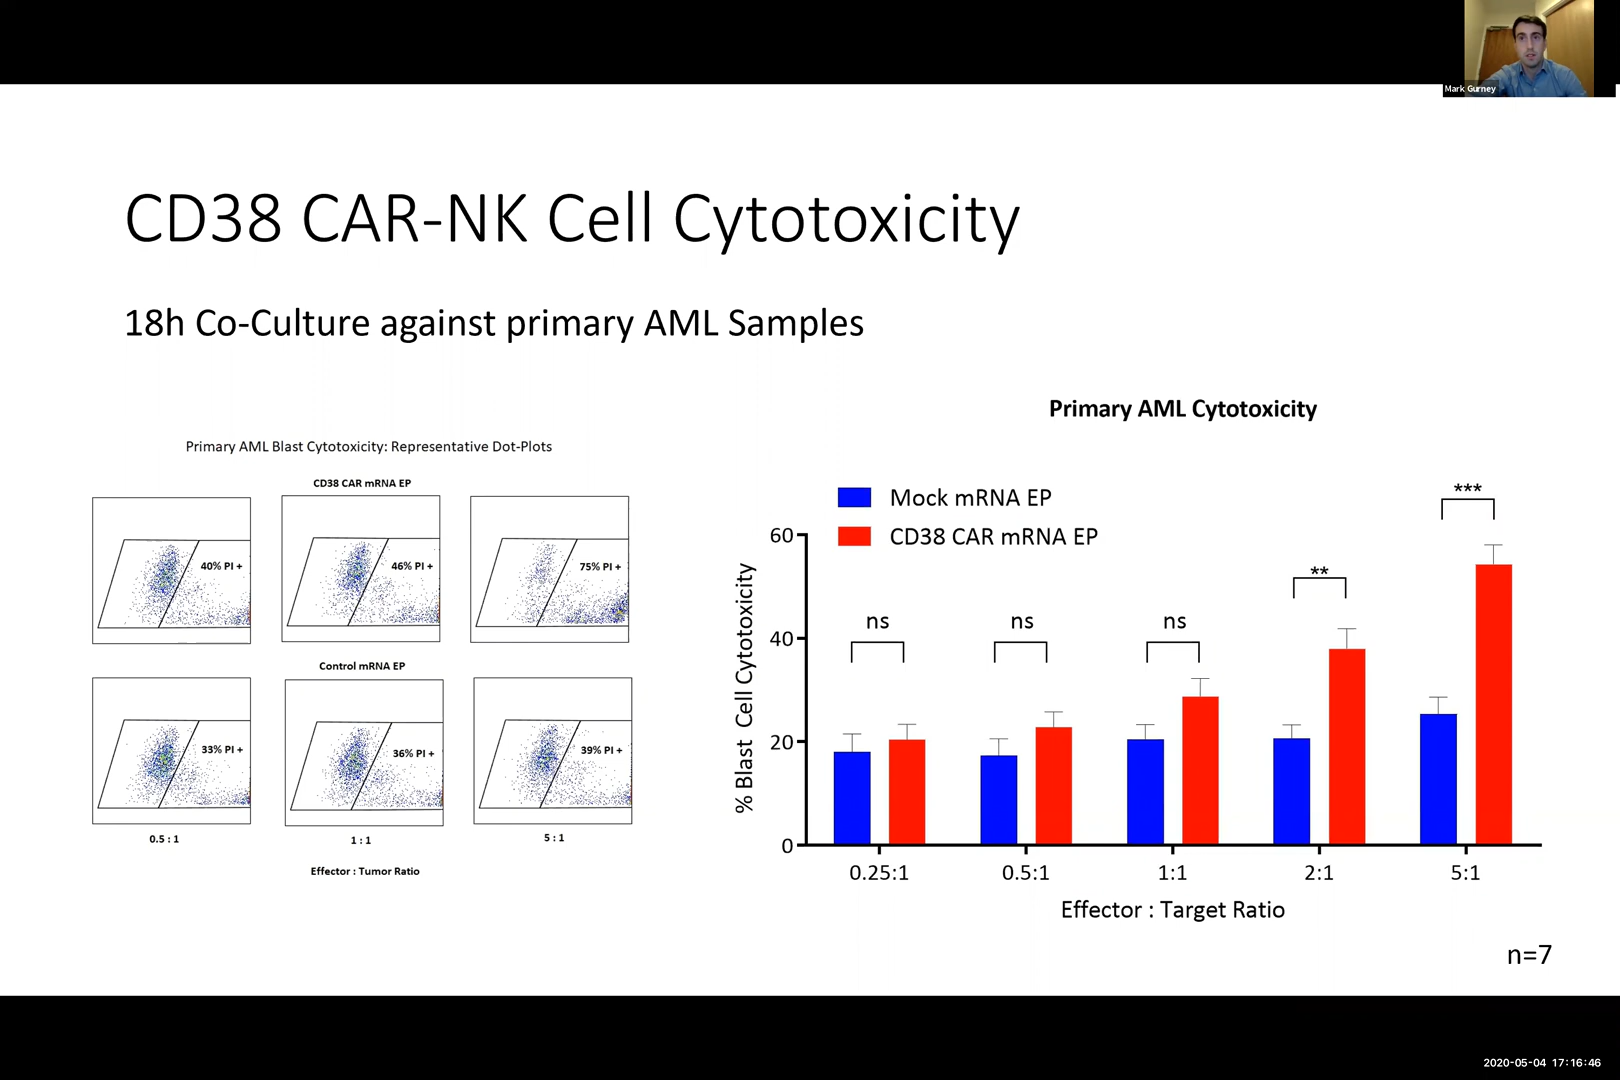 Mark Gurney
CD38 CAR-NK Cell Cytotoxicity
18h Co-Culture against primary AML Samples
Primary AML Blast Cytotoxicity: Representative Dot-Plots
CD38 CAR mRNA EP
40% PI +
46% PI +
75% PI +
Control mRNA EP
33% PI +
36% PI +
39% PI +
0.5 : 1
1 : 1
5 : 1
Effector : Tumor Ratio
Primary AML Cytotoxicity
Mock mRNA EP
CD38 CAR mRNA EP
% Blast Cell Cytotoxicity
60
40
20
0
ns
ns
ns
**
***
0.25:1
0.5:1
1:1
2:1
5:1
Effector : Target Ratio
n=7
2020-05-04 17:16:46